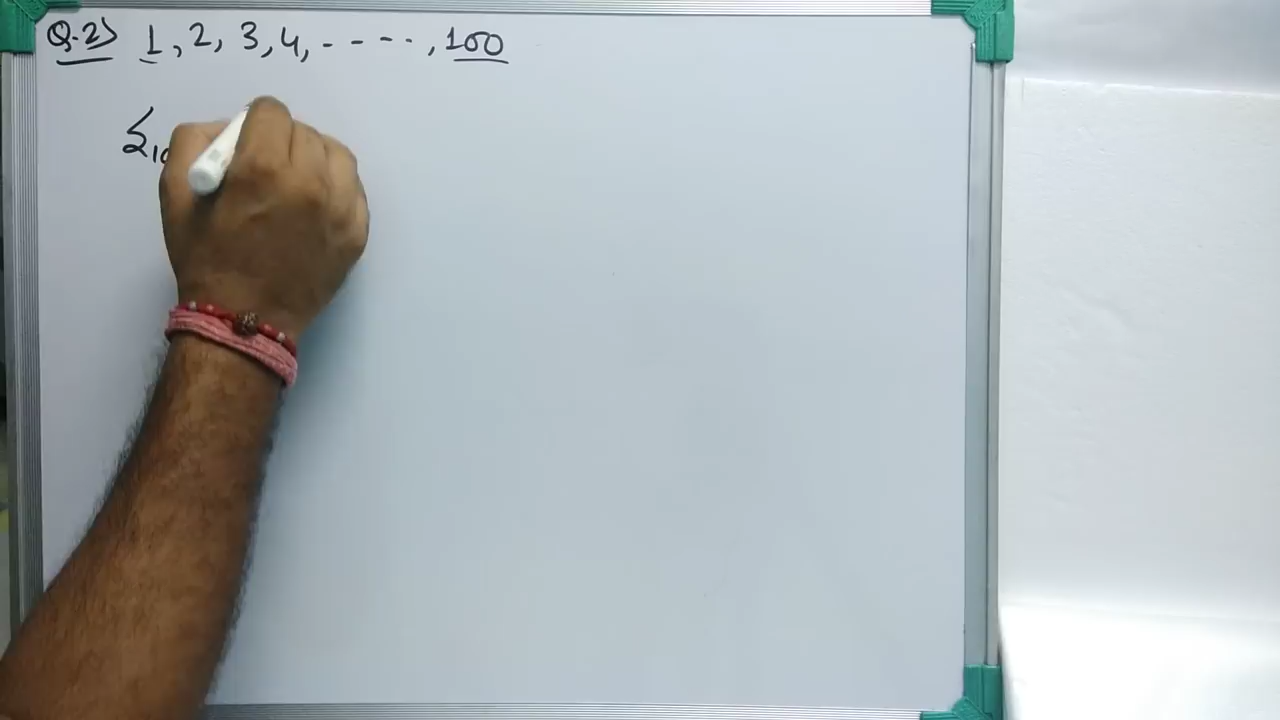 Q.2> 1, 2, 3, 4, - - - - -, 100